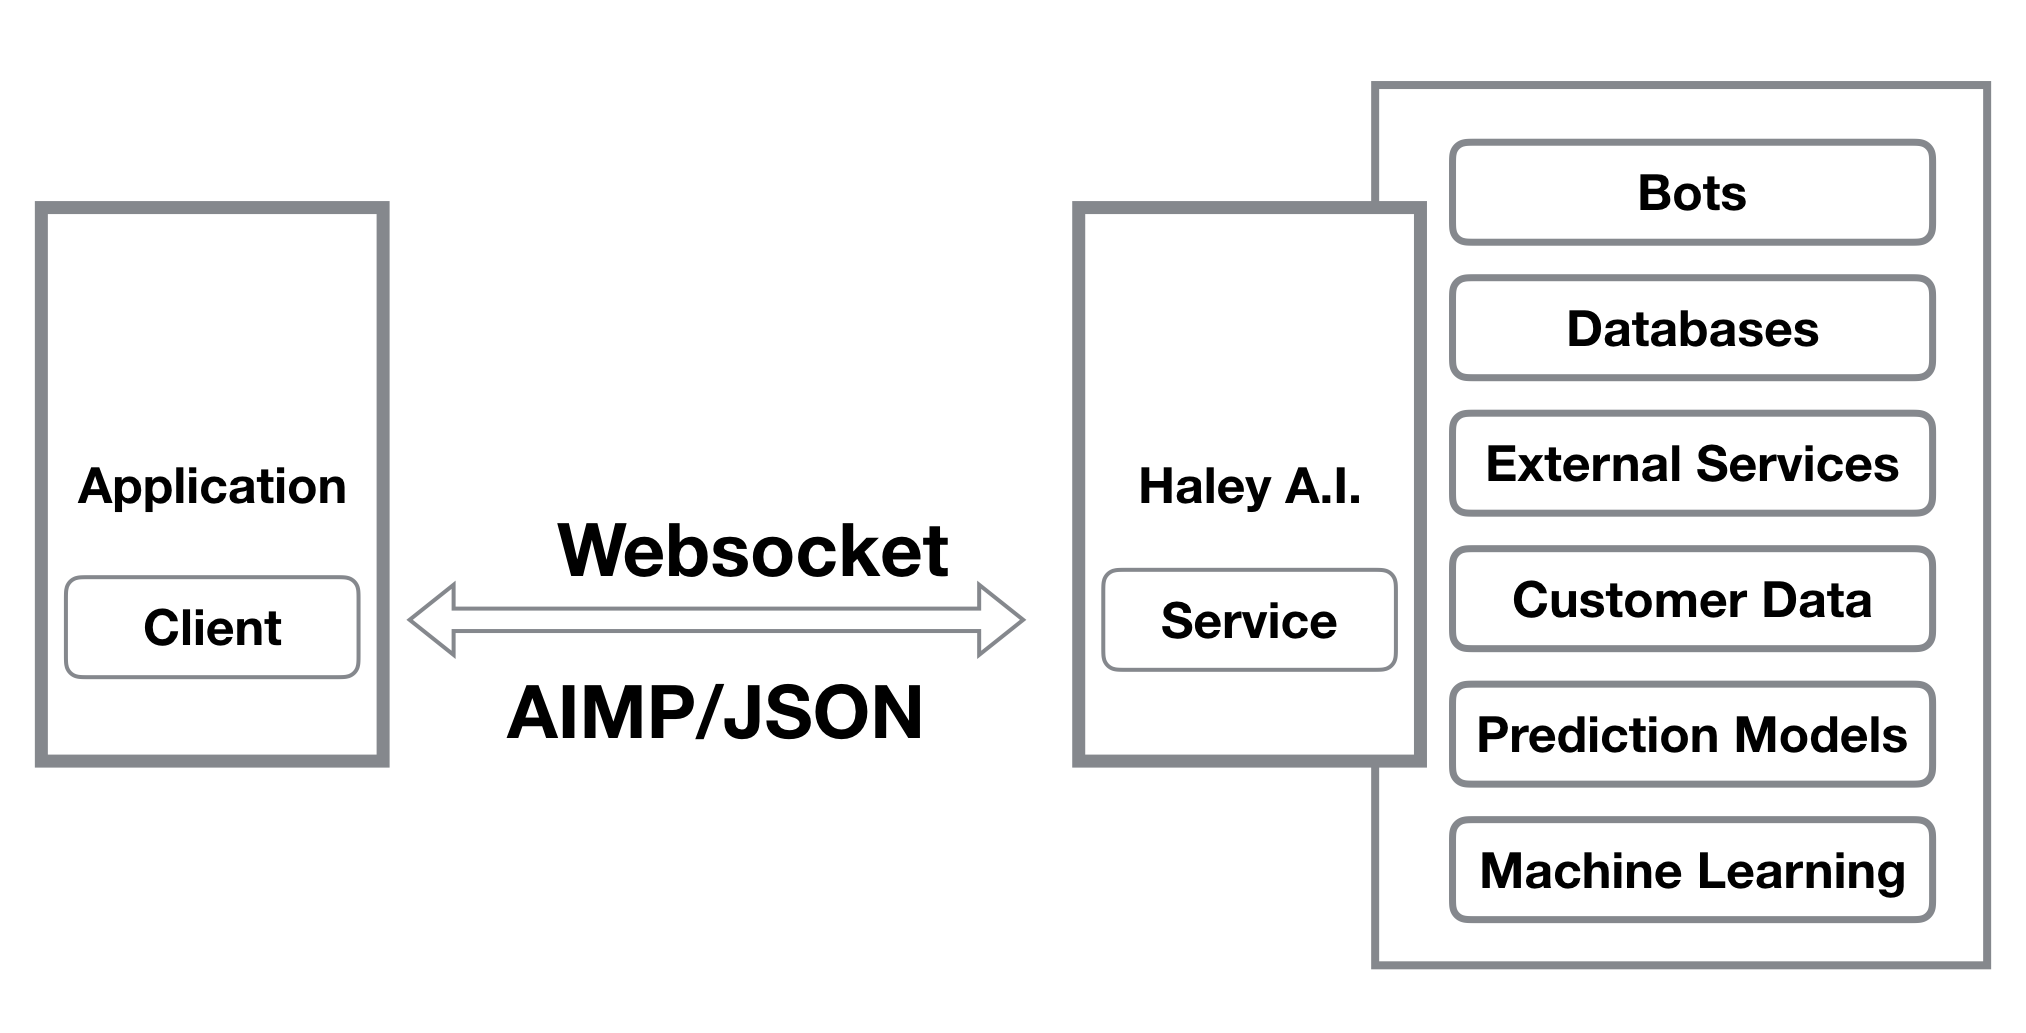 Application
Client
Websocket
AIMP/JSON
Haley A.I.
Service
Bots
Databases
External Services
Customer Data
Prediction Models
Machine Learning